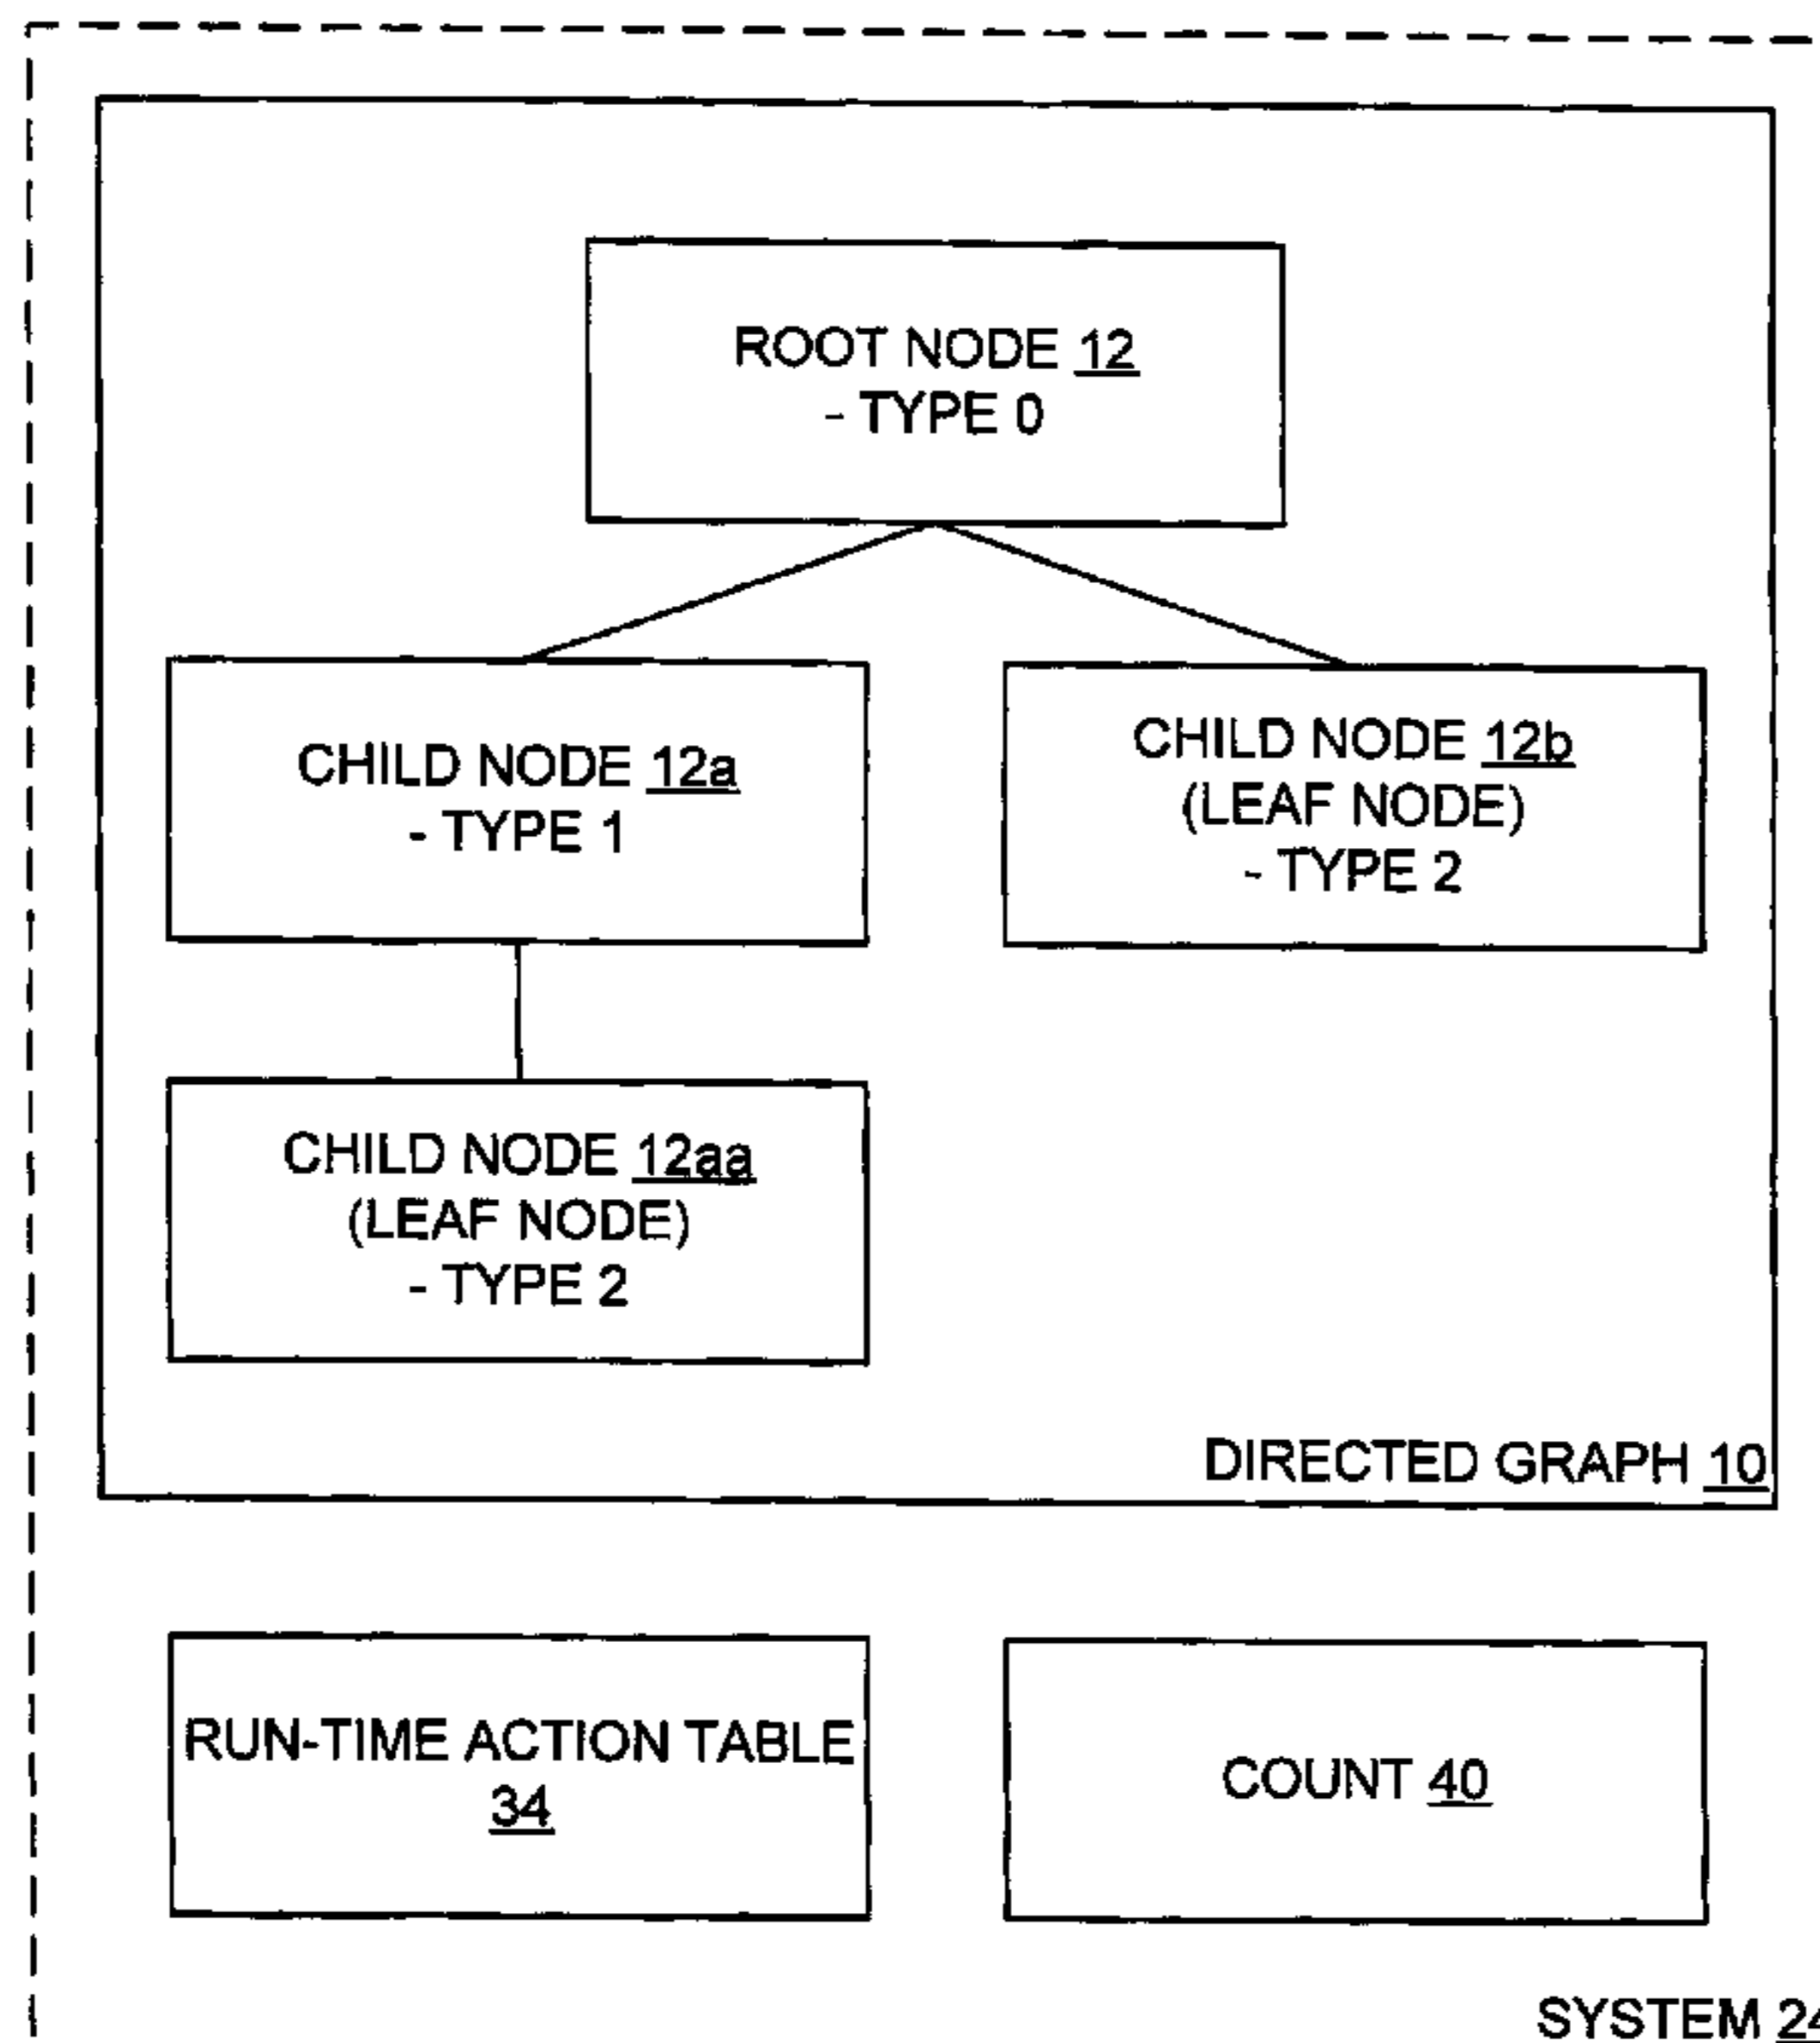 ROOT NODE 12
- TYPE 0
CHILD NODE 12a
- TYPE 1
CHILD NODE 12b
(LEAF NODE)
- TYPE 2
CHILD NODE 12aa
(LEAF NODE)
- TYPE 2
DIRECTED GRAPH 10
RUN-TIME ACTION TABLE
34
COUNT 40
SYSTEM 24